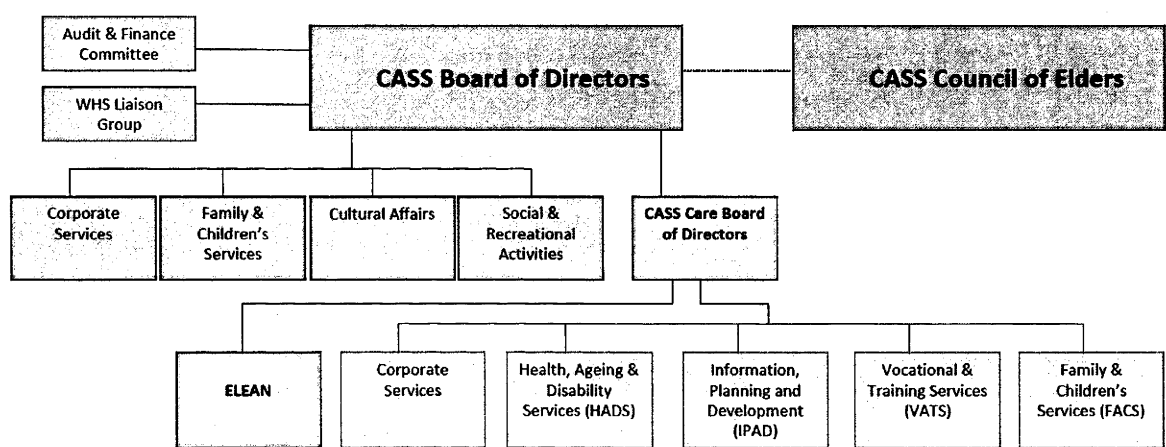 Audit & Finance
Committee
CASS Board of Directors
CASS Council of Elders
WHS Liaison
Group
Corporate
Services
Family &
Children's
Services
Cultural Affairs
Social &
Recreational
Activities
CASS Care Board
of Directors
ELEAN
Corporate
Services
Health, Ageing &
Disability
Services (HADS)
Information,
Planning and
Development
(IPAD)
Vocational &
Training Services
(VATS)
Family &
Children's
Services (FACS)